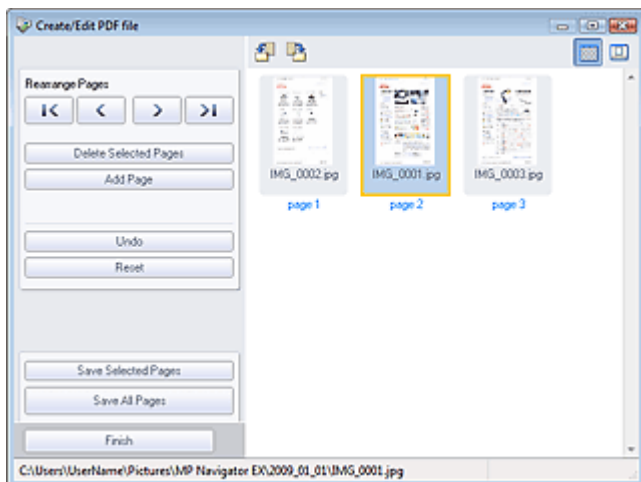 Create/Edit PDF file
Rearrange Pages
Delete Selected Pages
Add Page
Undo
Reset
Save Selected Pages
Save All Pages
Finish
IMG_0002.jpg
IMG_0001.jpg
IMG_0003.jpg
page 1
page 2
page 3
C:\Users\UserName\Pictures\MP Navigator EX\2009_01_01\IMG_0001.jpg